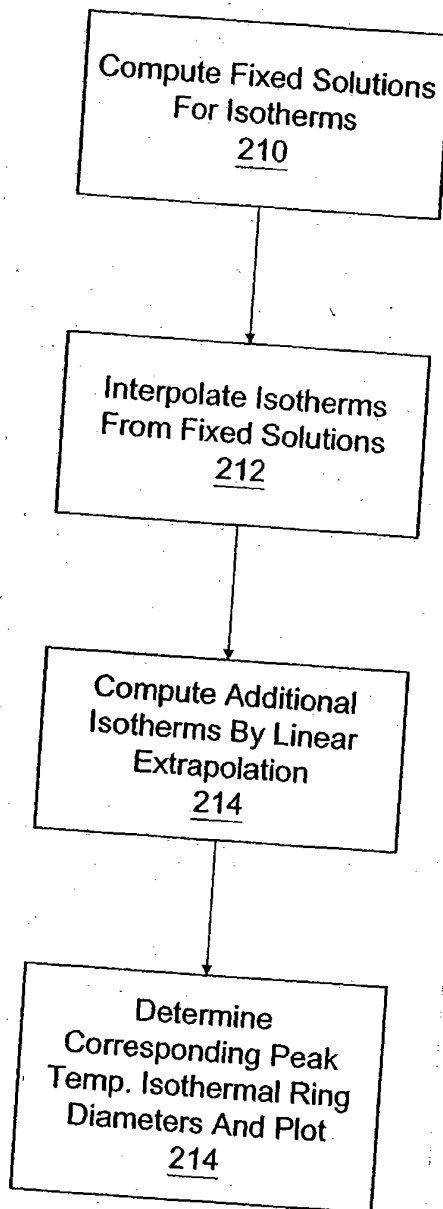 Compute Fixed Solutions
For Isotherms
210
Interpolate Isotherms
From Fixed Solutions
212
Compute Additional
Isotherms By Linear
Extrapolation
214
Determine
Corresponding Peak
Temp. Isothermal Ring
Diameters And Plot
214